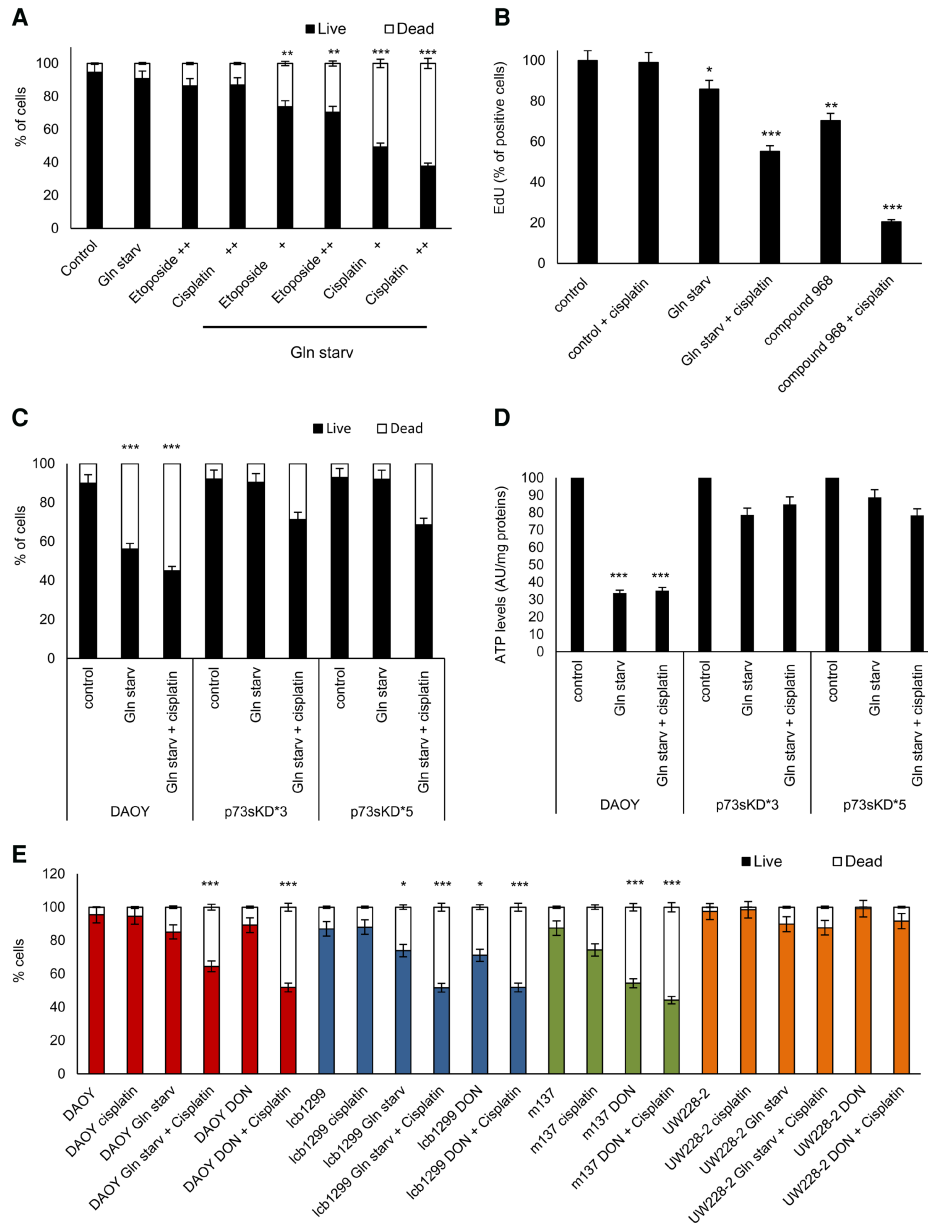 A
Live
Dead
** ** *** ***
100
80
60
40
20
0
% of cells
Control
Gln starv
Etoposide ++
Cisplatin ++
Etoposide +
Etoposide ++
Cisplatin +
Cisplatin ++
Gln starv
B
100
80
60
40
20
0
EdU (% of positive cells)
* *** ** ***
control
control + cisplatin
Gln starv
Gln starv + cisplatin
compound 968
compound 968 + cisplatin
C
Live
Dead
*** ***
100
80
60
40
20
0
% of cells
control
Gln starv
Gln starv + cisplatin
control
Gln starv
Gln starv + cisplatin
control
Gln starv
Gln starv + cisplatin
DAOY
p73sKD*3
p73sKD*5
D
100
90
80
70
60
50
40
30
20
10
0
ATP levels (AU/mg proteins)
*** ***
control
Gln starv
Gln starv + cisplatin
control
Gln starv
Gln starv + cisplatin
control
Gln starv
Gln starv + cisplatin
DAOY
p73sKD*3
p73sKD*5
E
Live
Dead
120
100
80
60
40
20
0
% cells
*** *** * *** * *** *** ***
DAOY
DAOY cisplatin
DAOY Gln starv
DAOY Gln starv + Cisplatin
DAOY DON
DAOY DON + Cisplatin
Icb1299
Icb1299 cisplatin
Icb1299 Gln starv
Icb1299 Gln starv + Cisplatin
Icb1299 DON
Icb1299 DON + Cisplatin
m137
m137 cisplatin
m137 DON
m137 DON + Cisplatin
UW228-2
UW228-2 cisplatin
UW228-2 Gln starv
UW228-2 Gln starv + Cisplatin
UW228-2 DON
UW228-2 DON + Cisplatin